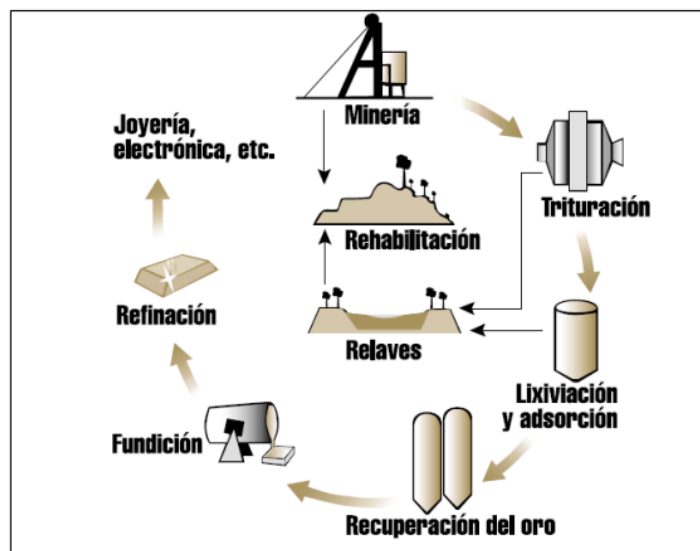 Minería
Joyería,
electrónica, etc.
Trituración
Rehabilitación
Refinación
Relaves
Lixiviación
y adsorción
Fundición
Recuperación del oro